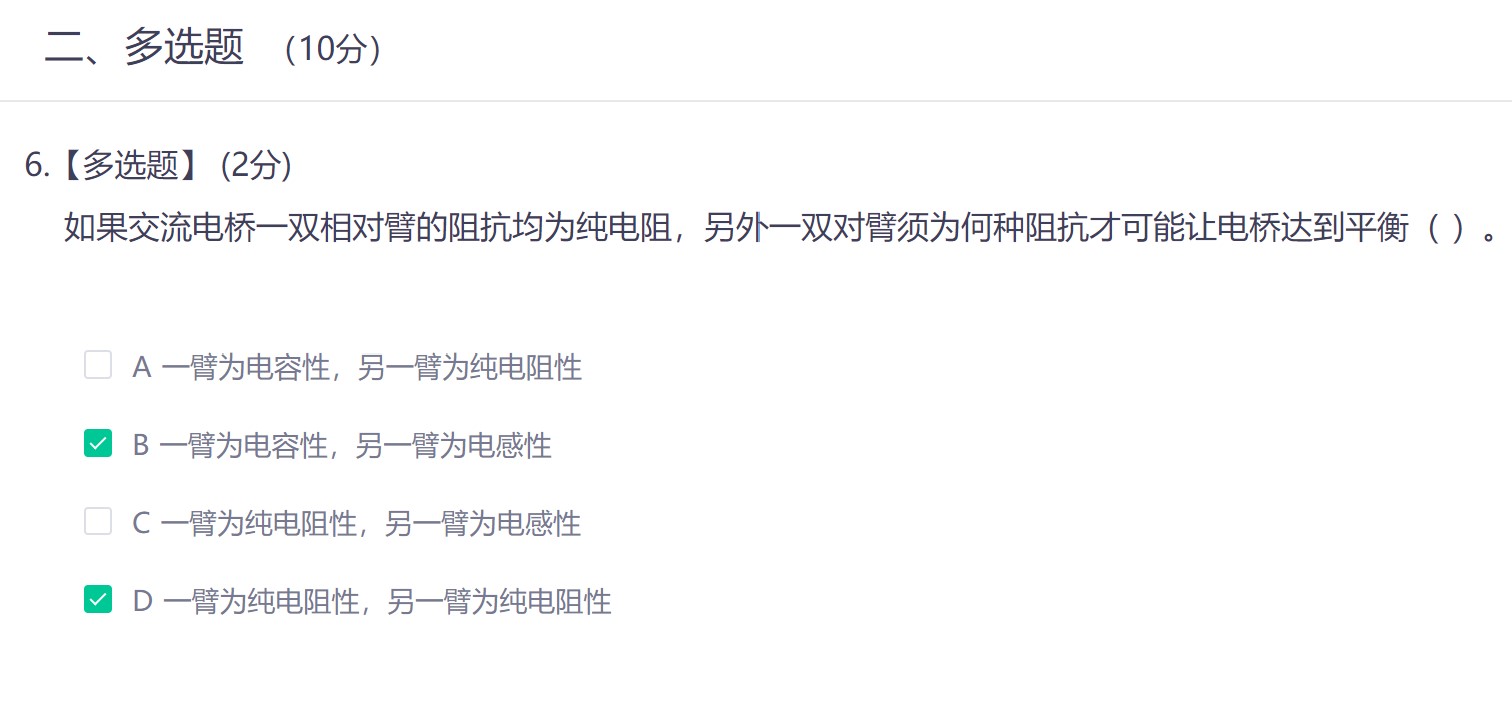 二、多选题 （10分）
6.【多选题】 (2分)
如果交流电桥一双相对臂的阻抗均为纯电阻，另外一双对臂须为何种阻抗才可能让电桥达到平衡（ ）。
A 一臂为电容性，另一臂为纯电阻性
B 一臂为电容性，另一臂为电感性
C 一臂为纯电阻性，另一臂为电感性
D 一臂为纯电阻性，另一臂为纯电阻性